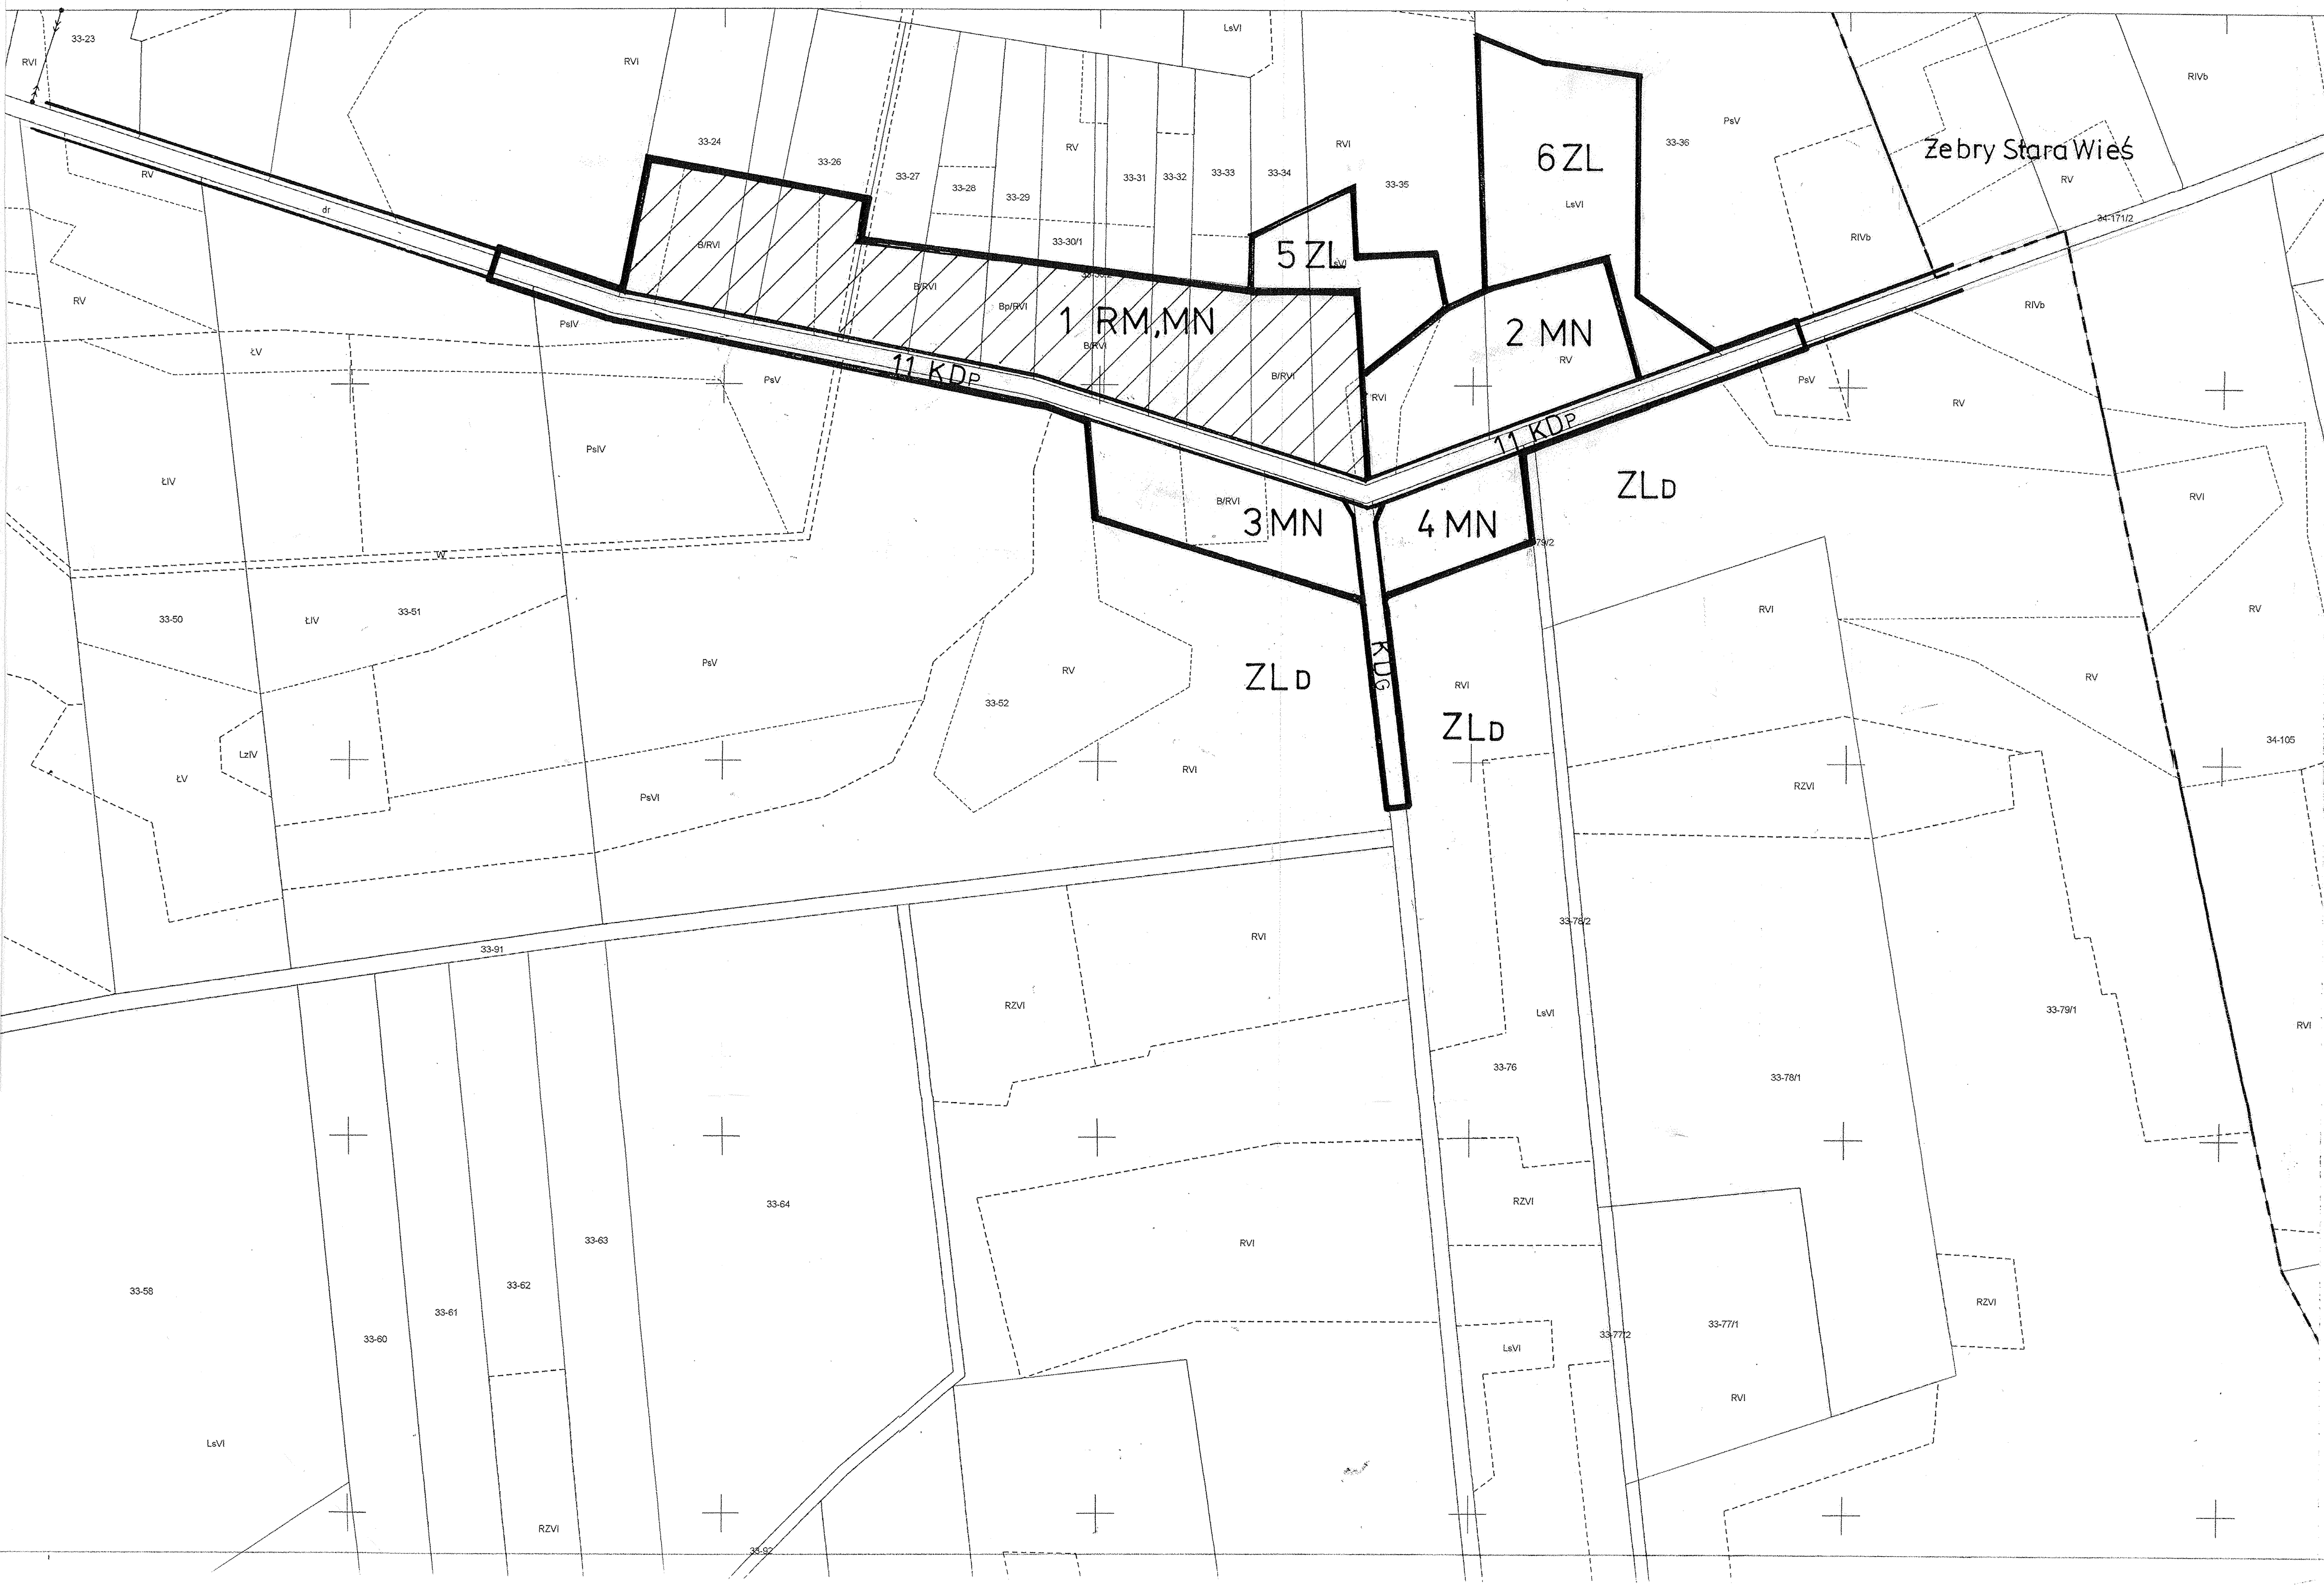 33-23
LsVI
RVI
RVI
RIVb
PsV
33-24
33-36
RV
RVI
Żebry Stara Wieś
6 ZL
33-26
RV
33-27
33-31
33-32
33-33
33-34
33-35
RV
33-28
33-29
LsVI
dr
34-171/2
RIVb
33-30/1
B/RVI
5 ZL
B/RVI
RV
Bp/RVI
RIVb
1 RM,MN
PsIV
2 MN
ŁV
B/RVI
RV
11 KDP
PsV
B/RVI
PsV
RVI
RV
11 KDP
PsIV
ŁIV
ZLD
RVI
B/RVI
3 MN
4 MN
W
RVI
RV
33-50
ŁIV
33-51
KDG
PsV
RV
ZLD
RVI
RV
33-52
ZLD
LzIV
34-105
ŁV
RVI
RZVI
PsVI
33-78/2
RVI
33-91
RZVI
LsVI
33-79/1
RVI
33-76
33-78/1
33-64
RZVI
33-63
RVI
33-62
33-58
RZVI
33-61
33-77/1
33-60
33-77/2
LsVI
RVI
LsVI
RZVI
33-92